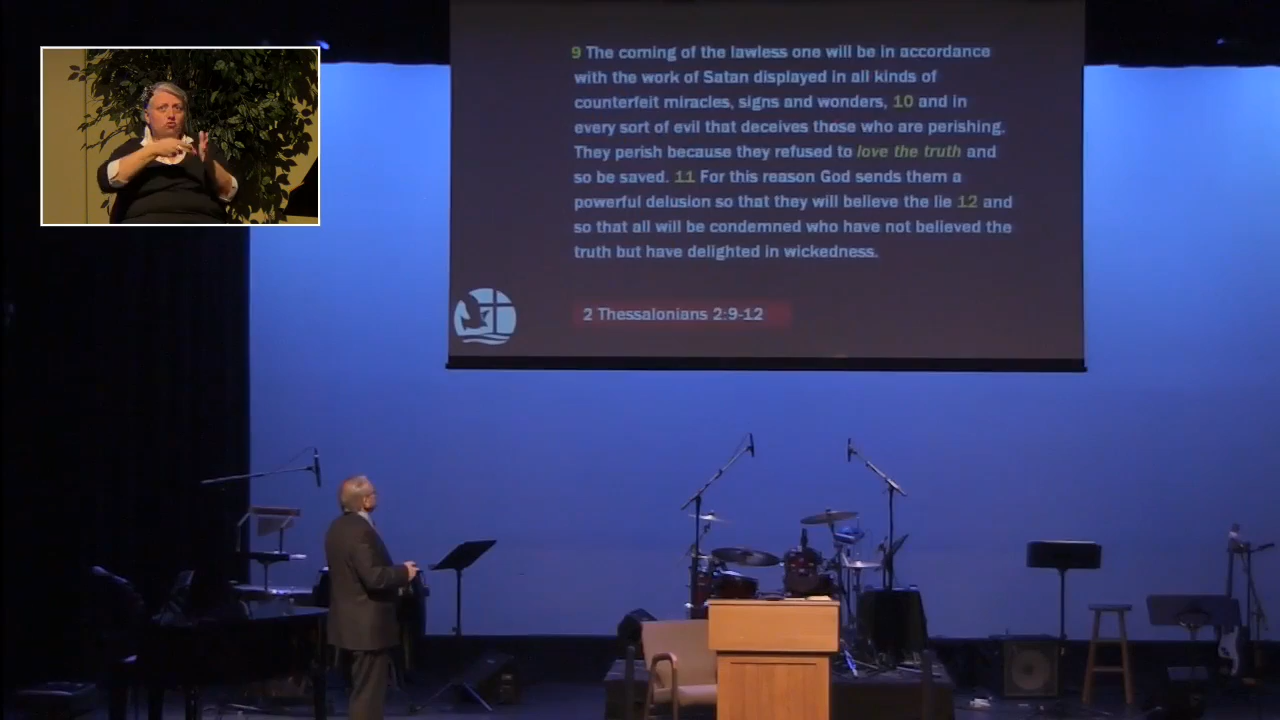 9 The coming of the lawless one will be in accordance
with the work of Satan displayed in all kinds of
counterfeit miracles, signs and wonders, 10 and in
every sort of evil that deceives those who are perishing.
They perish because they refused to love the truth and
so be saved. 11 For this reason God sends them a
powerful delusion so that they will believe the lie 12 and
so that all will be condemned who have not believed the
truth but have delighted in wickedness.
2 Thessalonians 2:9-12